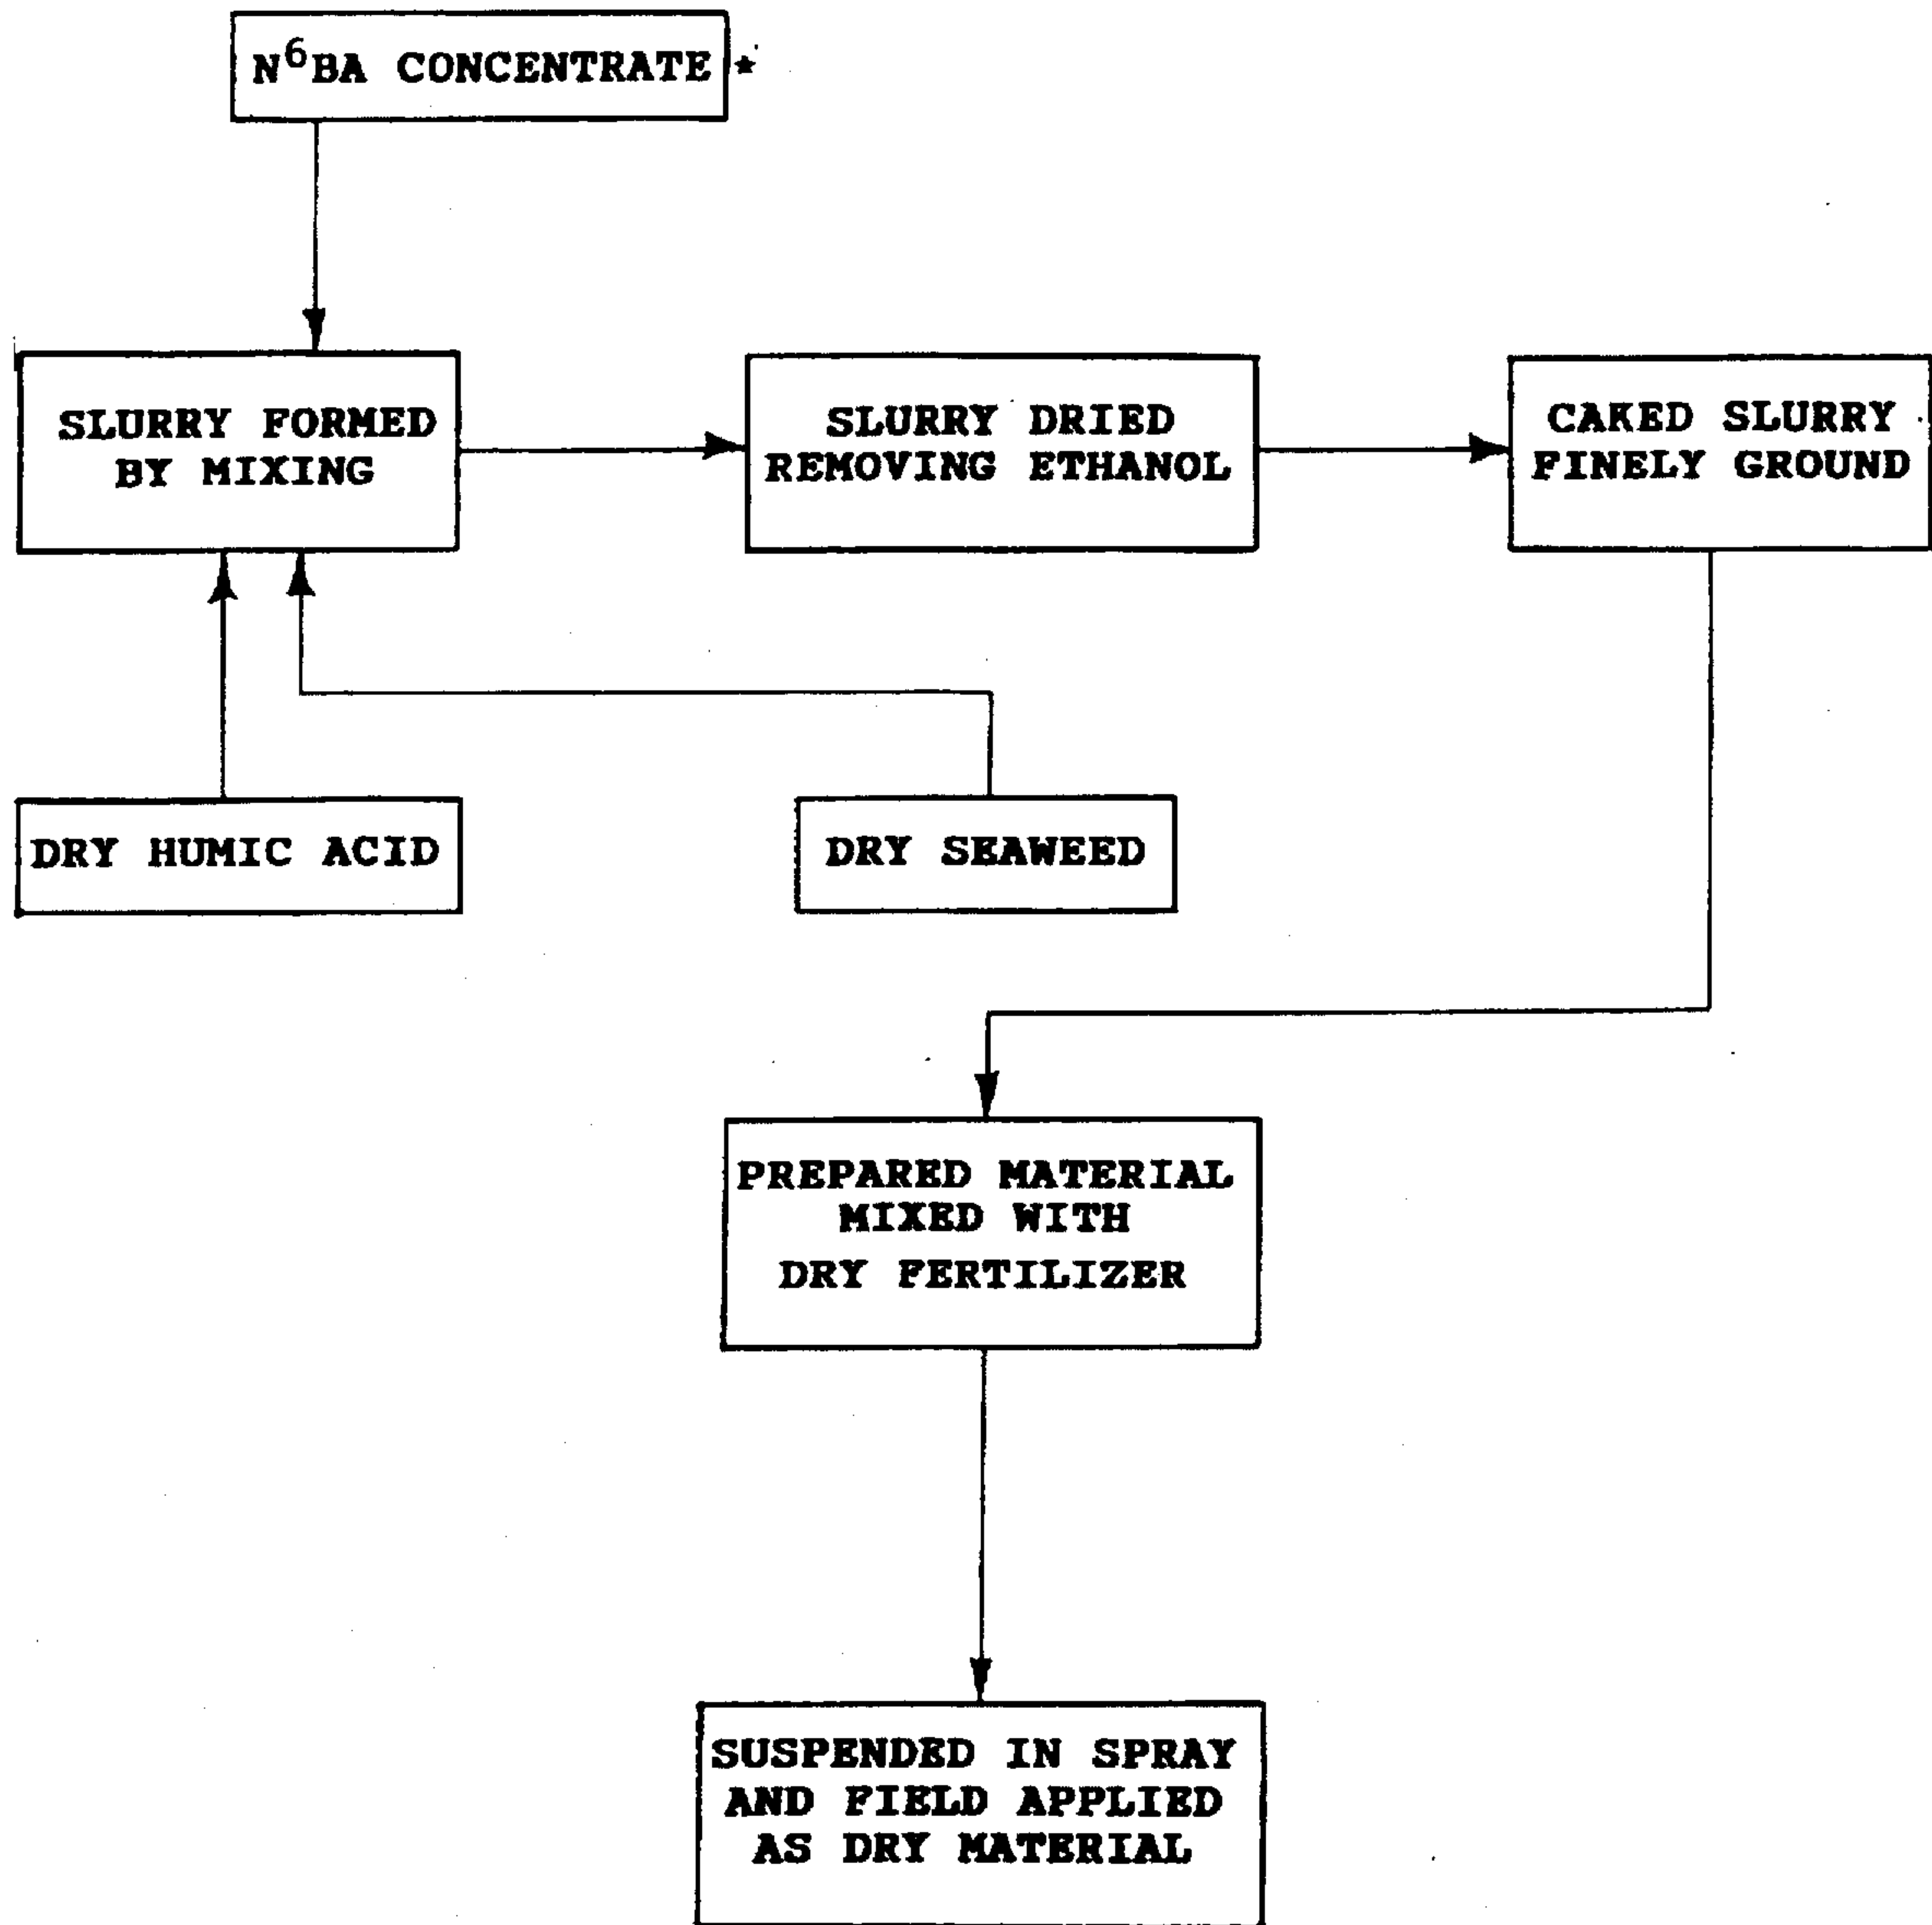 N⁶BA CONCENTRATE *
SLURRY FORMED
BY MIXING
SLURRY DRIED
REMOVING ETHANOL
CAKED SLURRY
FINELY GROUND
DRY HUMIC ACID
DRY SEAWEED
PREPARED MATERIAL
MIXED WITH
DRY FERTILIZER
SUSPENDED IN SPRAY
AND FIELD APPLIED
AS DRY MATERIAL